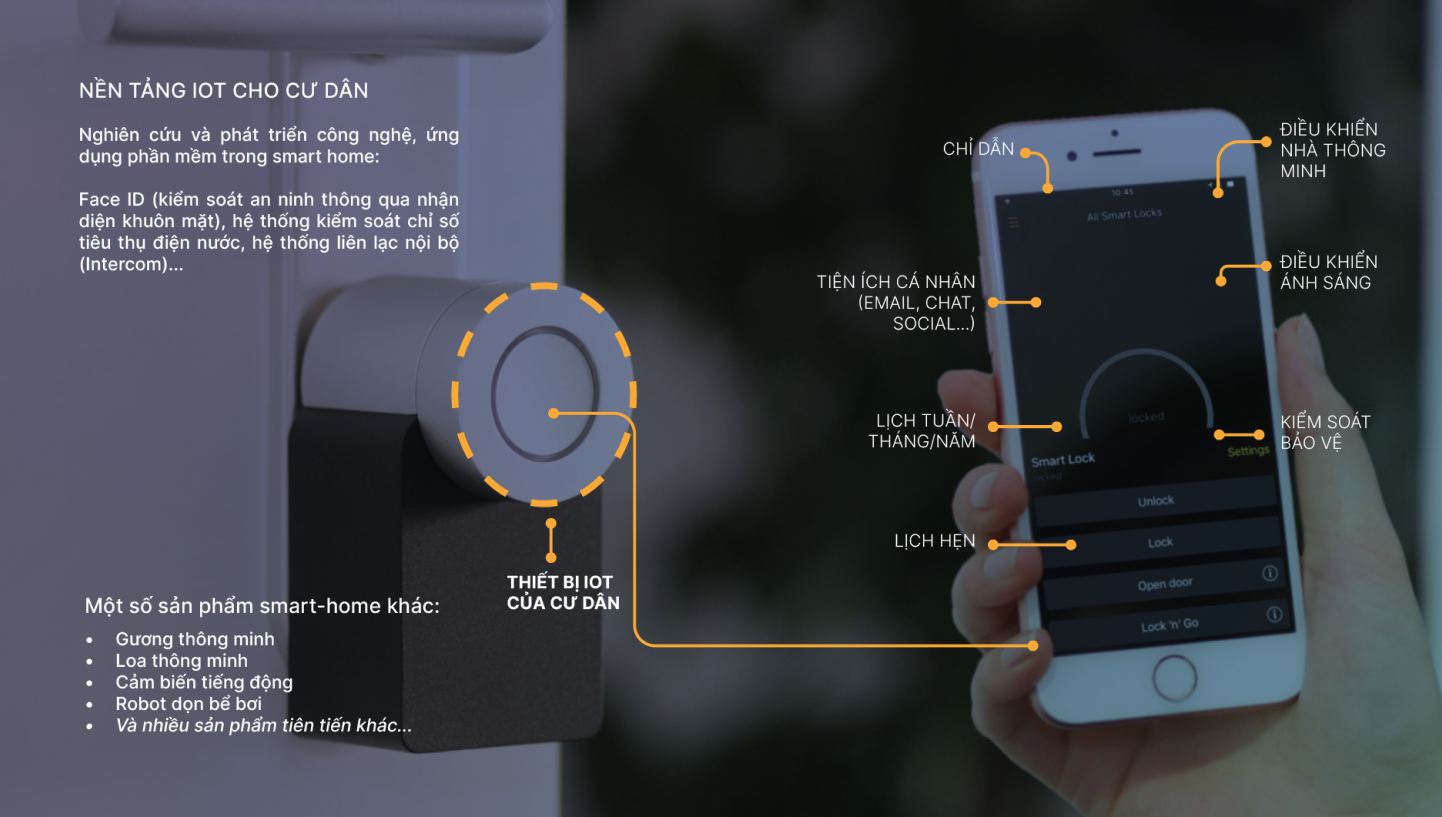 NỀN TẢNG IOT CHO CƯ DÂN
Nghiên cứu và phát triển công nghệ, ứng
dụng phần mềm trong smart home:
Face ID (kiểm soát an ninh thông qua nhận
diện khuôn mặt), hệ thống kiểm soát chỉ số
tiêu thụ điện nước, hệ thống liên lạc nội bộ
(Intercom)...
THIẾT BỊ IOT
CỦA CƯ DÂN
Một số sản phẩm smart-home khác:
• Gương thông minh
• Loa thông minh
• Cảm biến tiếng động
• Robot dọn bể bơi
• Và nhiều sản phẩm tiên tiến khác...
CHỈ DẪN
TIỆN ÍCH CÁ NHÂN
(EMAIL, CHAT,
SOCIAL...)
LỊCH TUẦN/
THÁNG/NĂM
LỊCH HẸN
10:45
All Smart Locks
locked
Smart Lock
locked
Settings
Unlock
Lock
Open door
Lock 'n' Go
ĐIỀU KHIỂN
NHÀ THÔNG
MINH
ĐIỀU KHIỂN
ÁNH SÁNG
KIỂM SOÁT
BẢO VỆ